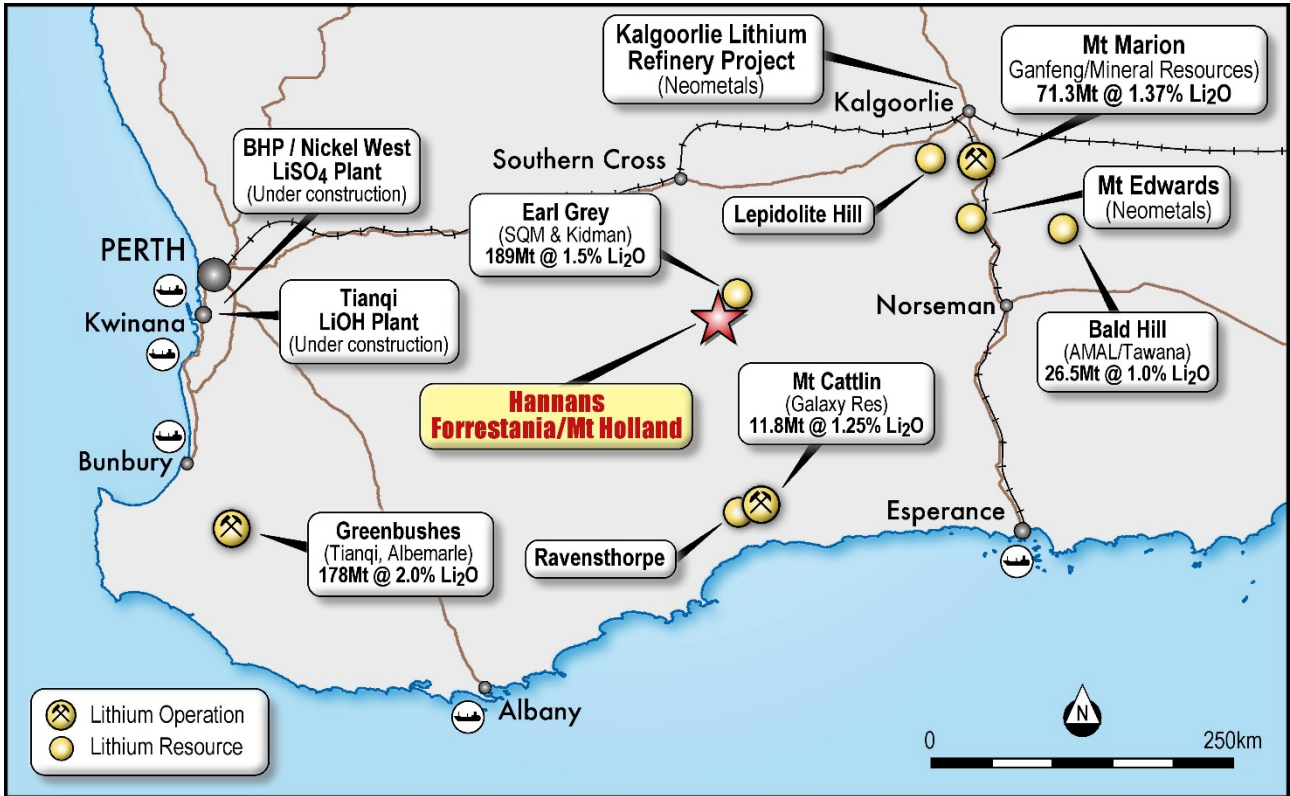 Kalgoorlie Lithium
Refinery Project
(Neometals)
Mt Marion
Ganfeng/Mineral Resources)
71.3Mt @ 1.37% Li₂O
Kalgoorlie
BHP / Nickel West
LiSO₄ Plant
(Under construction)
Southern Cross
Lepidolite Hill
Mt Edwards
(Neometals)
Earl Grey
(SQM & Kidman)
189Mt @ 1.5% Li₂O
PERTH
Kwinana
Tianqi
LiOH Plant
(Under construction)
Norseman
Bald Hill
(AMAL/Tawana)
26.5Mt @ 1.0% Li₂O
Hannans
Forrestania/Mt Holland
Mt Cattlin
(Galaxy Res)
11.8Mt @ 1.25% Li₂O
Bunbury
Greenbushes
(Tianqi, Albemarle)
178Mt @ 2.0% Li₂O
Ravensthorpe
Esperance
Albany
Lithium Operation
Lithium Resource
N
0 250km